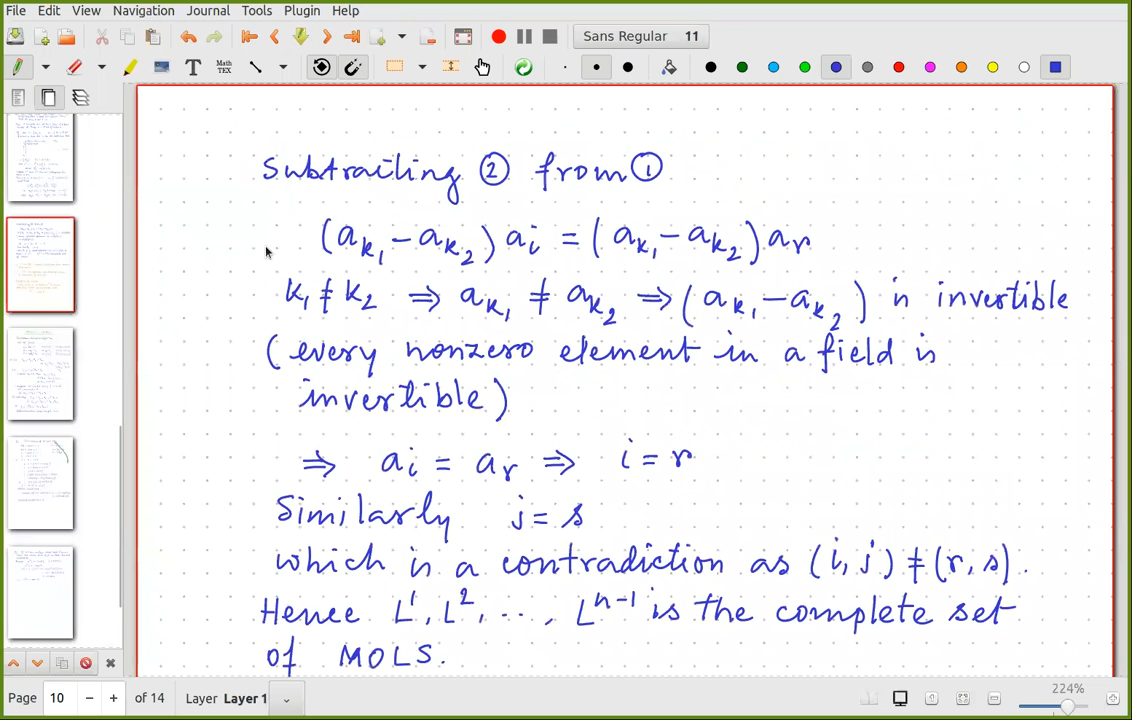 File Edit View Navigation Journal Tools Plugin Help
Sans Regular 11
T Math TEX
Subtracting ② from ①
(a_{k_1} - a_{k_2}) a_i = (a_{k_1} - a_{k_2}) a_r
k_1 ≠ k_2 ⇒ a_{k_1} ≠ a_{k_2} ⇒ (a_{k_1} - a_{k_2}) is invertible
(every nonzero element in a field is
invertible)
⇒ a_i = a_r ⇒ i = r
Similarly j = s
which is a contradiction as (i, j) ≠ (r, s).
Hence L^1, L^2, ..., L^{n-1} is the complete set
of MOLS.
Page 10 of 14 Layer Layer 1 224%